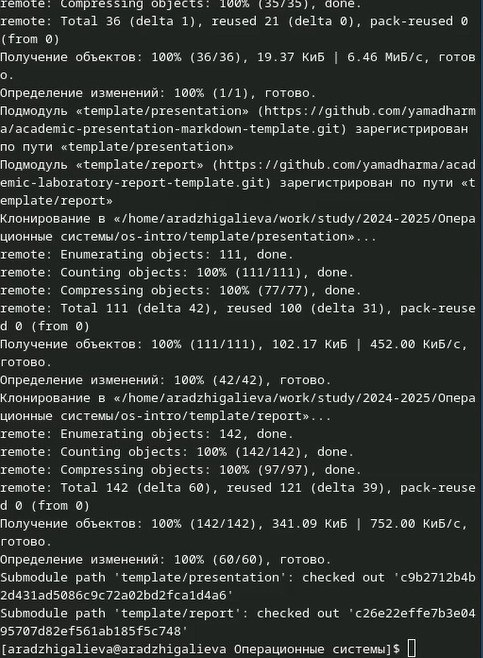 remote: Compressing objects: 100% (35/35), done.
remote: Total 36 (delta 1), reused 21 (delta 0), pack-reused 0
(from 0)
Получение объектов: 100% (36/36), 19.37 КиБ | 6.46 МиБ/с, готов
о.
Определение изменений: 100% (1/1), готово.
Подмодуль «template/presentation» (https://github.com/yamadharm
a/academic-presentation-markdown-template.git) зарегистрирован
по пути «template/presentation»
Подмодуль «template/report» (https://github.com/yamadharma/acad
emic-laboratory-report-template.git) зарегистрирован по пути «t
emplate/report»
Клонирование в «/home/aradzhigalieva/work/study/2024-2025/Опера
ционные системы/os-intro/template/presentation»...
remote: Enumerating objects: 111, done.
remote: Counting objects: 100% (111/111), done.
remote: Compressing objects: 100% (77/77), done.
remote: Total 111 (delta 42), reused 100 (delta 31), pack-reuse
d 0 (from 0)
Получение объектов: 100% (111/111), 102.17 КиБ | 452.00 КиБ/с,
готово.
Определение изменений: 100% (42/42), готово.
Клонирование в «/home/aradzhigalieva/work/study/2024-2025/Опера
ционные системы/os-intro/template/report»...
remote: Enumerating objects: 142, done.
remote: Counting objects: 100% (142/142), done.
remote: Compressing objects: 100% (97/97), done.
remote: Total 142 (delta 60), reused 121 (delta 39), pack-reuse
d 0 (from 0)
Получение объектов: 100% (142/142), 341.09 КиБ | 752.00 КиБ/с,
готово.
Определение изменений: 100% (60/60), готово.
Submodule path 'template/presentation': checked out 'c9b2712b4b
2d431ad5086c9c72a02bd2fca1d4a6'
Submodule path 'template/report': checked out 'c26e22effe7b3e04
95707d82ef561ab185f5c748'
[aradzhigalieva@aradzhigalieva Операционные системы]$